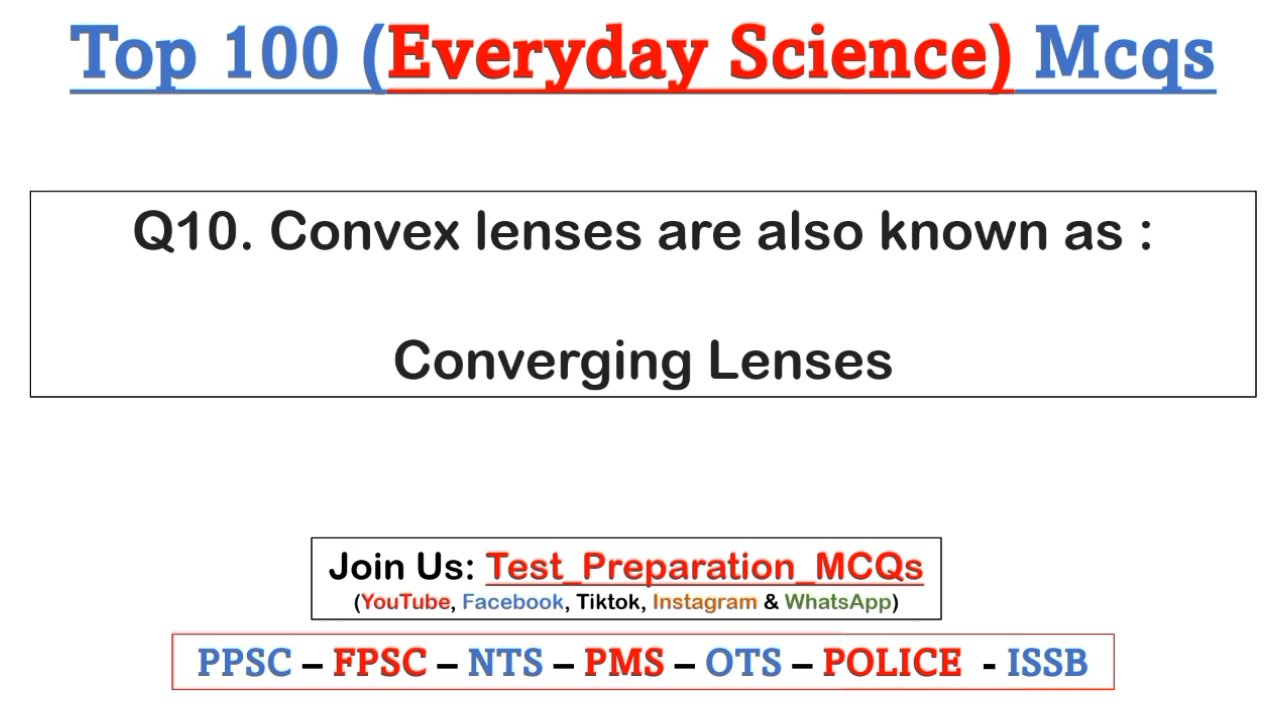 Top 100 (Everyday Science) Mcqs
Q10. Convex lenses are also known as :
Converging Lenses
Join Us: Test_Preparation_MCQs
(YouTube, Facebook, Tiktok, Instagram & WhatsApp)
PPSC – FPSC – NTS – PMS – OTS – POLICE - ISSB